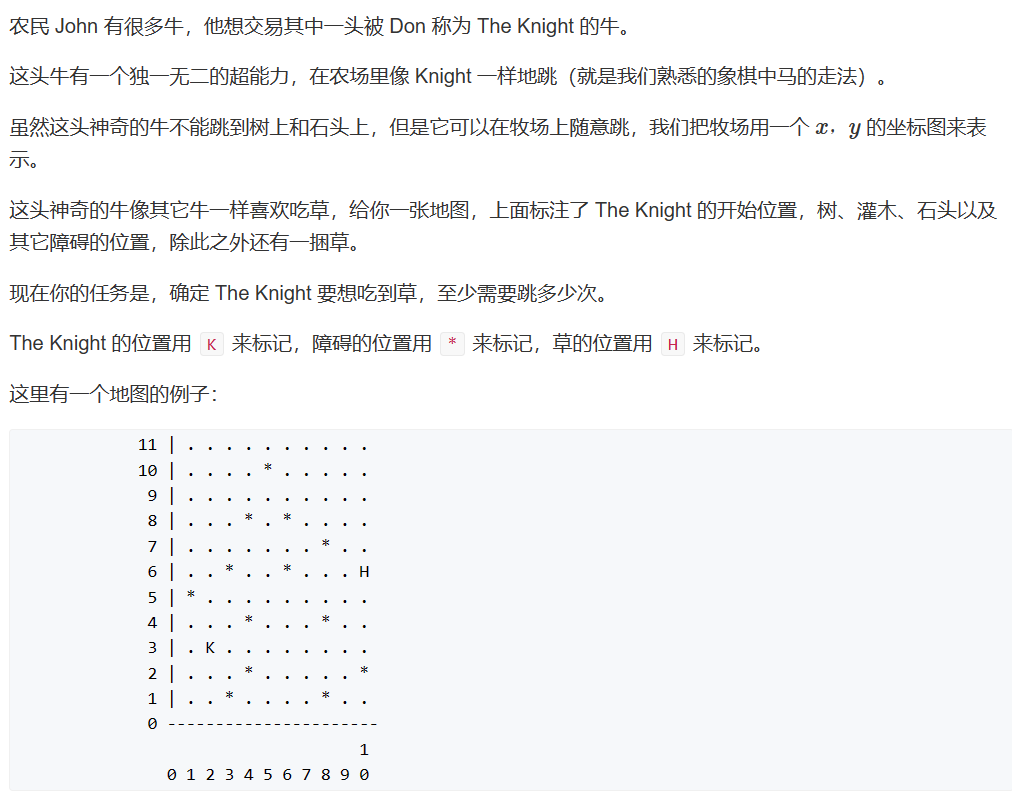 农民 John 有很多牛，他想交易其中一头被 Don 称为 The Knight 的牛。
这头牛有一个独一无二的超能力，在农场里像 Knight 一样地跳（就是我们熟悉的象棋中马的走法）。
虽然这头神奇的牛不能跳到树上和石头上，但是它可以在牧场上随意跳，我们把牧场用一个 x，y 的坐标图来表
示。
这头神奇的牛像其它牛一样喜欢吃草，给你一张地图，上面标注了 The Knight 的开始位置，树、灌木、石头以及
其它障碍的位置，除此之外还有一捆草。
现在你的任务是，确定 The Knight 要想吃到草，至少需要跳多少次。
The Knight 的位置用 K 来标记，障碍的位置用 * 来标记，草的位置用 H 来标记。
这里有一个地图的例子：
11 | . . . . . . . . . .
10 | . . . . * . . . . .
9 | . . . . . . . . . .
8 | . . . * . * . . . .
7 | . . . . . . . * . .
6 | . . * . . * . . . H
5 | * . . . . . . . . .
4 | . . . * . . . * . .
3 | . K . . . . . . . .
2 | . . . * . . . . . *
1 | . . * . . . . * . .
0 ----------------------
1
0 1 2 3 4 5 6 7 8 9 0